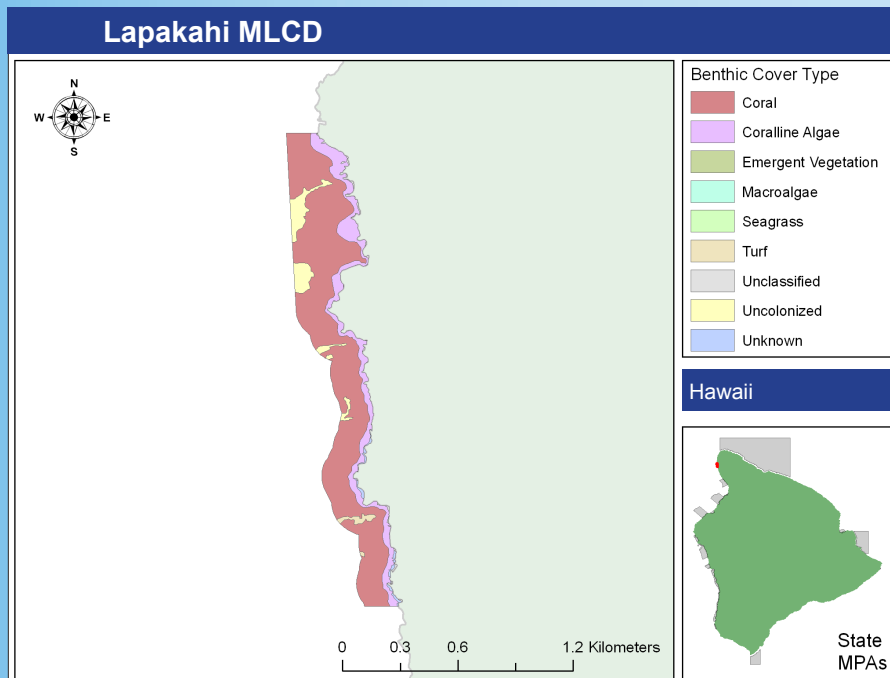 Lapakahi MLCD
N
W E
S
0 0.3 0.6 1.2 Kilometers
Benthic Cover Type
Coral
Coralline Algae
Emergent Vegetation
Macroalgae
Seagrass
Turf
Unclassified
Uncolonized
Unknown
Hawaii
State
MPAs